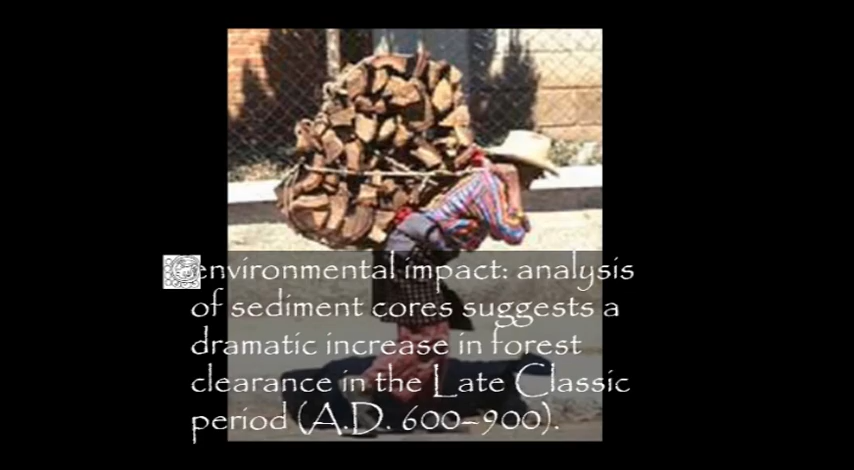 environmental impact: analysis
of sediment cores suggests a
dramatic increase in forest
clearance in the Late Classic
period (A.D. 600–900).